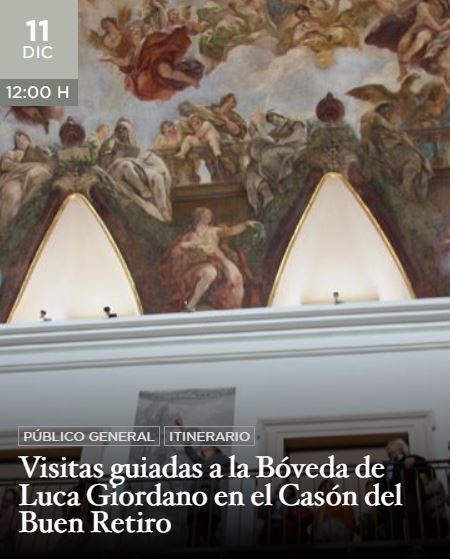 11
DIC
12:00 H
PÚBLICO GENERAL
ITINERARIO
Visitas guiadas a la Bóveda de
Luca Giordano en el Casón del
Buen Retiro